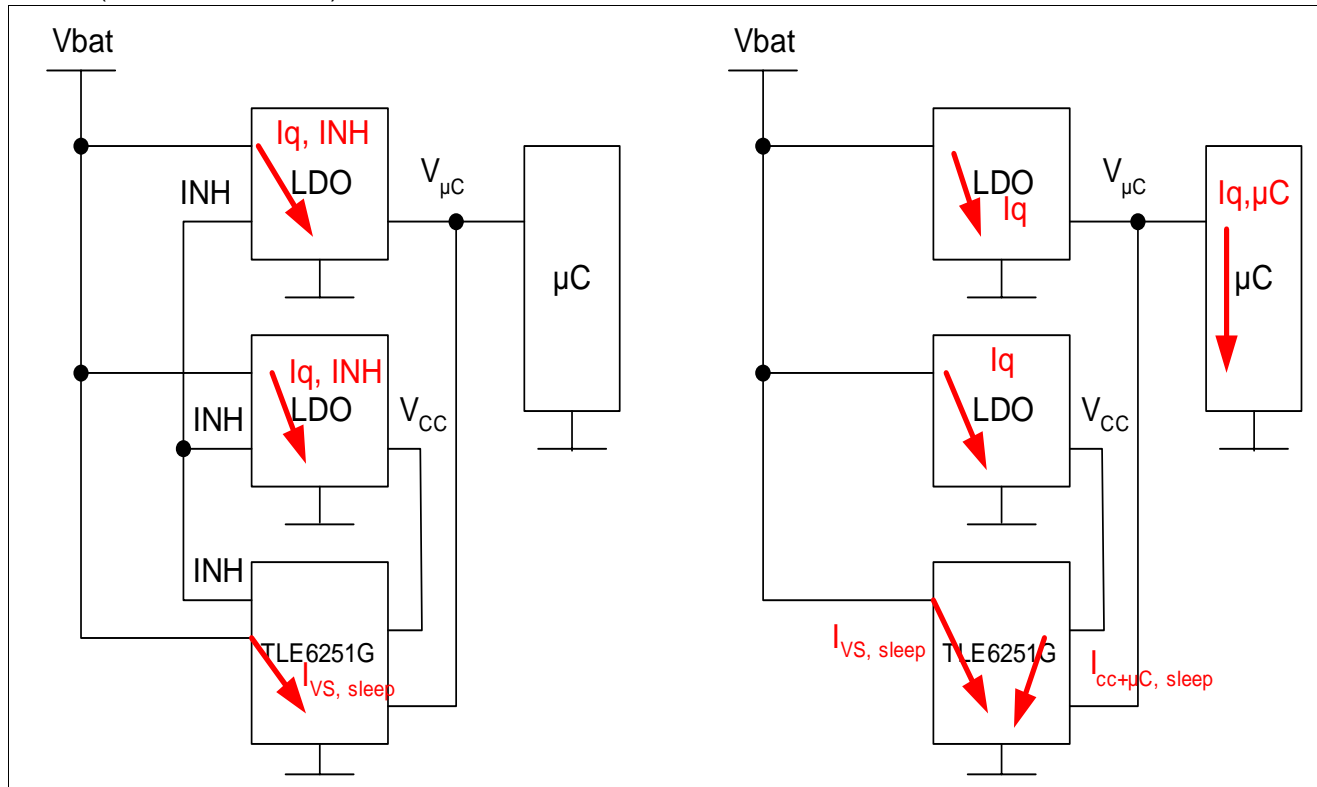 Vbat
Iq, INH
LDO
INH
VµC
µC
Iq, INH
LDO
INH
VCC
INH
TLE6251G
IVS, sleep
Vbat
LDO
Iq
VµC
Iq,µC
µC
Iq
LDO
VCC
IVS, sleep
TLE6251G
Icc+µC, sleep